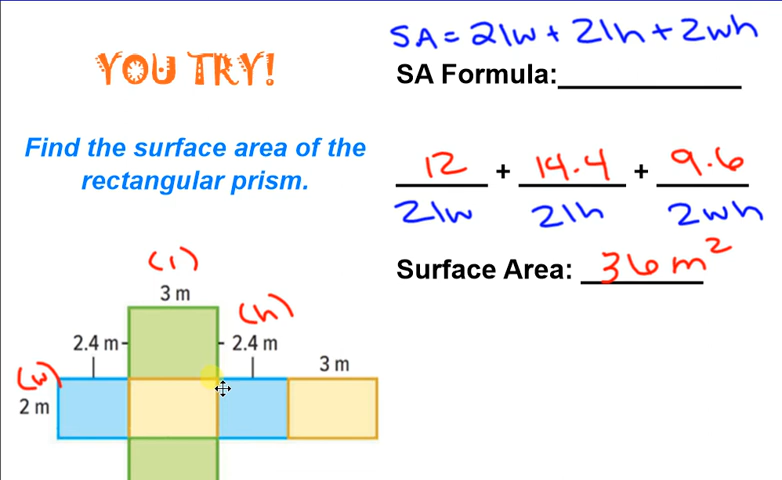 SA = 2lw + 2lh + 2wh
YOU TRY!
SA Formula:
Find the surface area of the
rectangular prism.
12 + 14.4 + 9.6
2lw 2lh 2wh
Surface Area: 36 m²
(l)
3 m
(h)
2.4 m
2.4 m
3 m
(w)
2 m